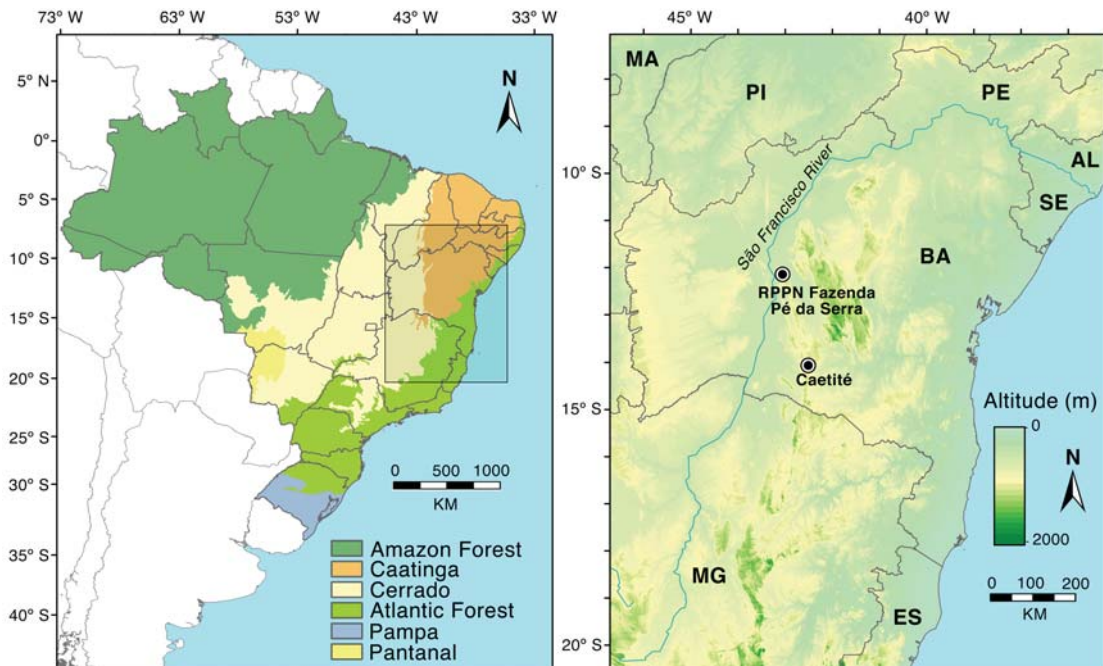 73° W 63° W 53° W 43° W 33° W
5° N
0°
5° S
10° S
15° S
20° S
25° S
30° S
35° S
40° S
N
0 500 1000
KM
Amazon Forest
Caatinga
Cerrado
Atlantic Forest
Pampa
Pantanal
45° W 40° W
10° S
15° S
20° S
MA
PI
PE
AL
SE
São Francisco River
BA
RPPN Fazenda
Pé da Serra
Caetité
Altitude (m)
0
2000
N
0 100 200
KM
MG
ES